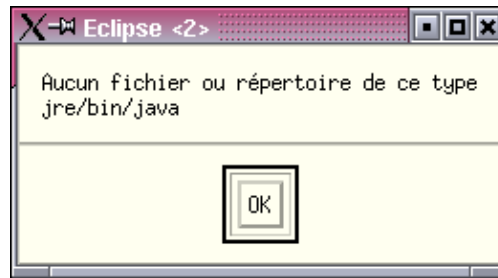 Eclipse <2>
Aucun fichier ou répertoire de ce type
jre/bin/java
OK